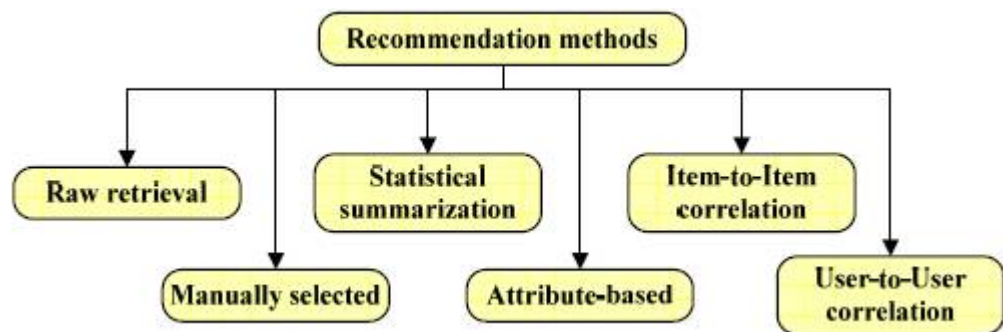 Recommendation methods
Raw retrieval
Statistical
summarization
Item-to-Item
correlation
Manually selected
Attribute-based
User-to-User
correlation